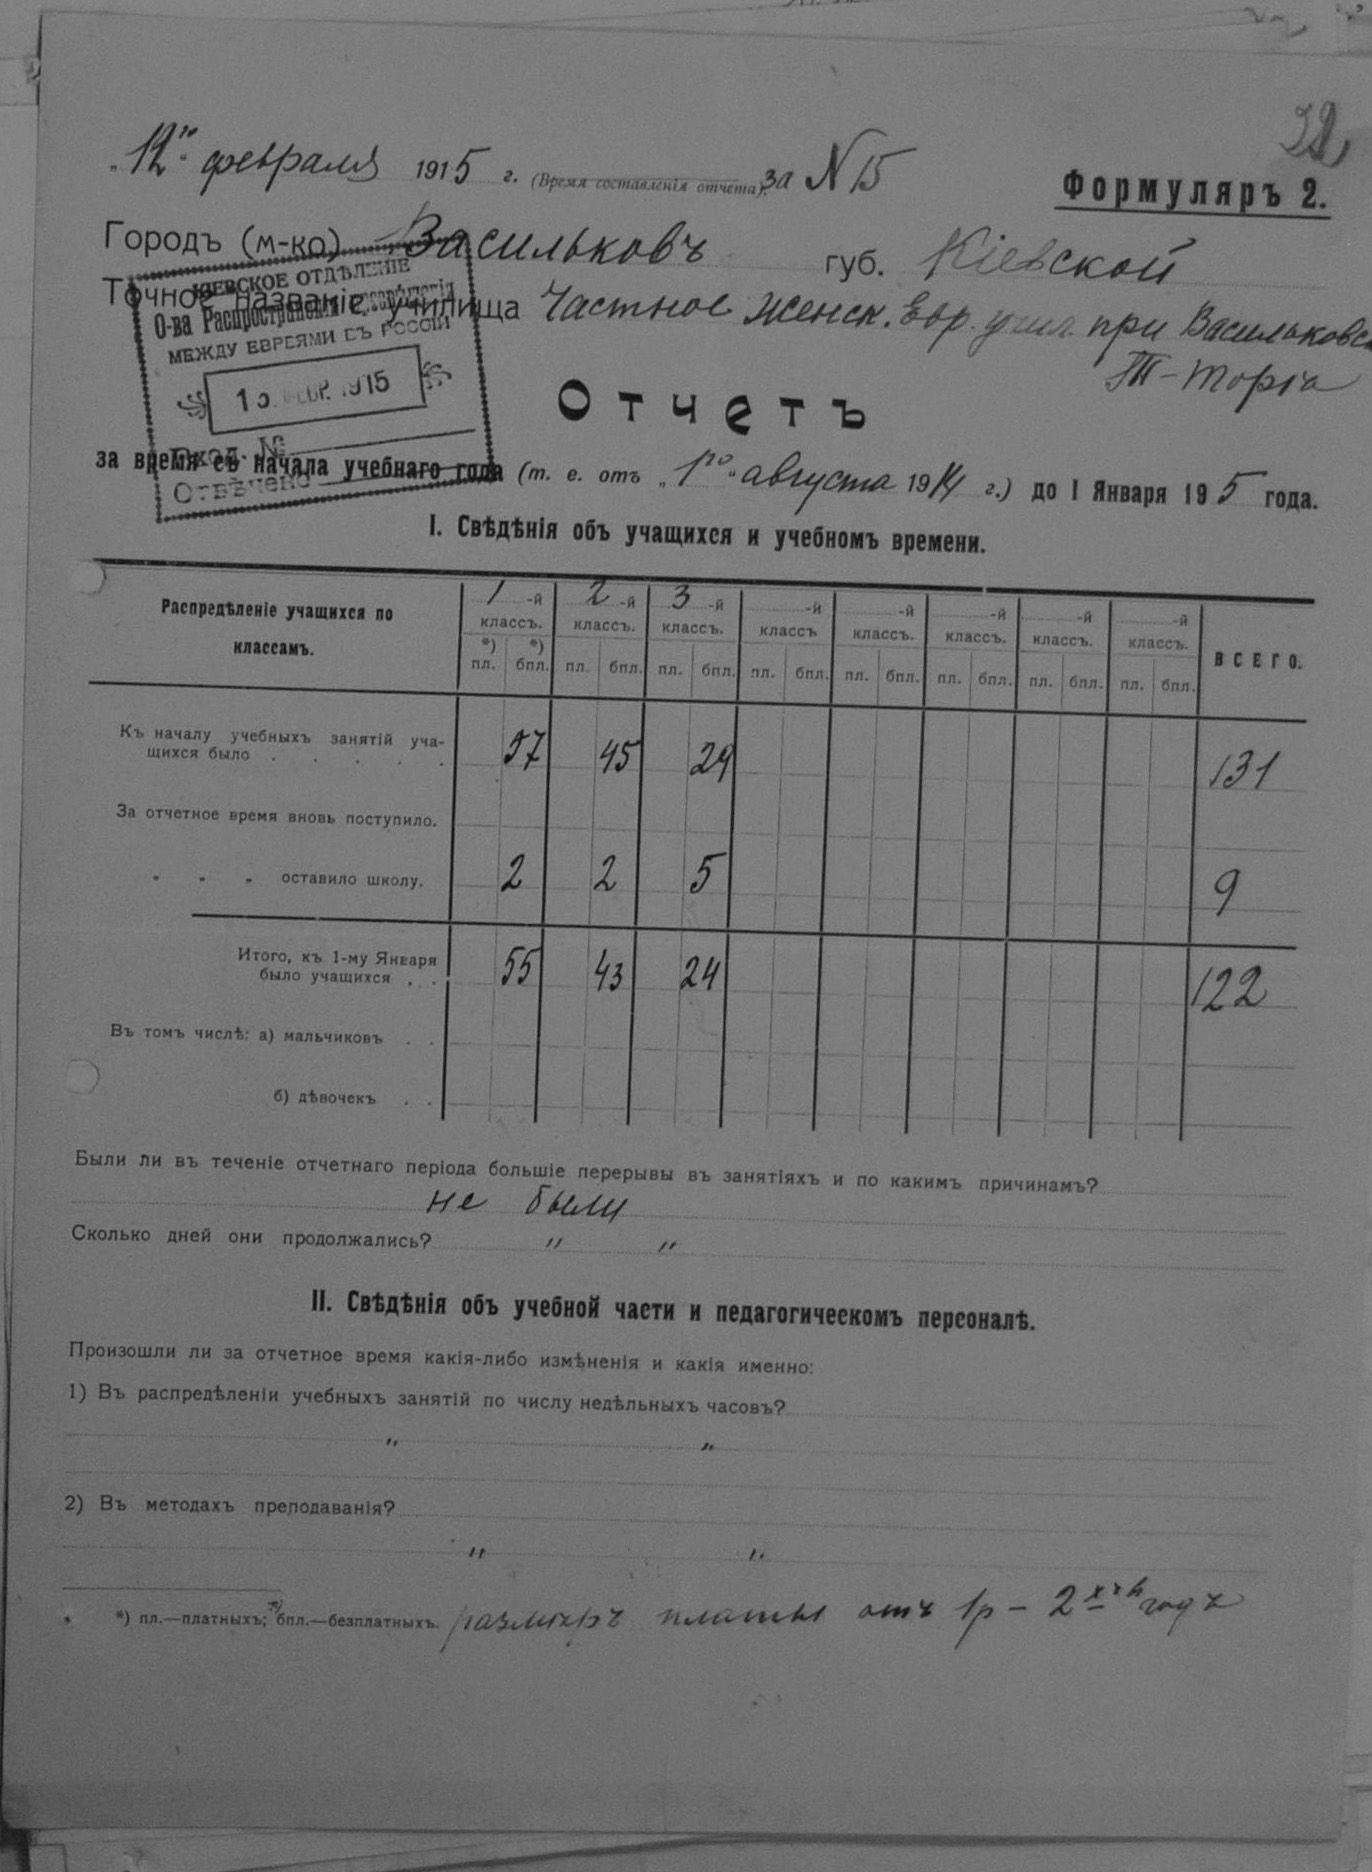 32
„12го“ февраля 1915 г. (Время составленія отчета). за N 15
Формуляръ 2.
Городъ (м-ко) Васильковъ губ. Кіевской
Точное названіе училища Частное женск. Евр. учил. при Васильковск
Т-Торѣ
КІЕВСКОЕ ОТДѢЛЕНІЕ
О-ва Распространенія Просвѣщенія
МЕЖДУ ЕВРЕЯМИ ВЪ РОССІИ
ФЕВР. 1915
Вход. №
Отвѣчено
Отчетъ
за время съ начала учебнаго года (т. е. отъ „1го“ августа 1914 г.) до 1 Января 1915 года.
I. Свѣдѣнія объ учащихся и учебномъ времени.
Распредѣленіе учащихся по классамъ. 1-й классъ. 2-й классъ. 3-й классъ. -й классъ -й классъ. -й классъ. -й классъ. -й классъ. ВСЕГО.
*) пл. *) бпл. пл. бпл. пл. бпл. пл. бпл. пл. бпл. пл. бпл. пл. бпл. пл. бпл.
Къ началу учебныхъ занятій уча-
щихся было . . . . . 57 45 29 131
За отчетное время вновь поступило.
„ „ „ оставило школу. 2 2 5 9
Итого, къ 1-му Января
было учащихся . . . 55 43 24 122
Въ томъ числѣ: а) мальчиковъ . .
б) дѣвочекъ . .
Были ли въ теченіе отчетнаго періода большіе перерывы въ занятіяхъ и по какимъ причинамъ?
не были
Сколько дней они продолжались? „ „
II. Свѣдѣнія объ учебной части и педагогическомъ персоналѣ.
Произошли ли за отчетное время какія-либо измѣненія и какія именно:
1) Въ распредѣленіи учебныхъ занятій по числу недѣльныхъ часовъ?
„ „
2) Въ методахъ преподаванія?
„ „
*) пл.—платныхъ; бпл.—безплатныхъ. размѣръ платы отъ 1р – 2хъ въ годъ